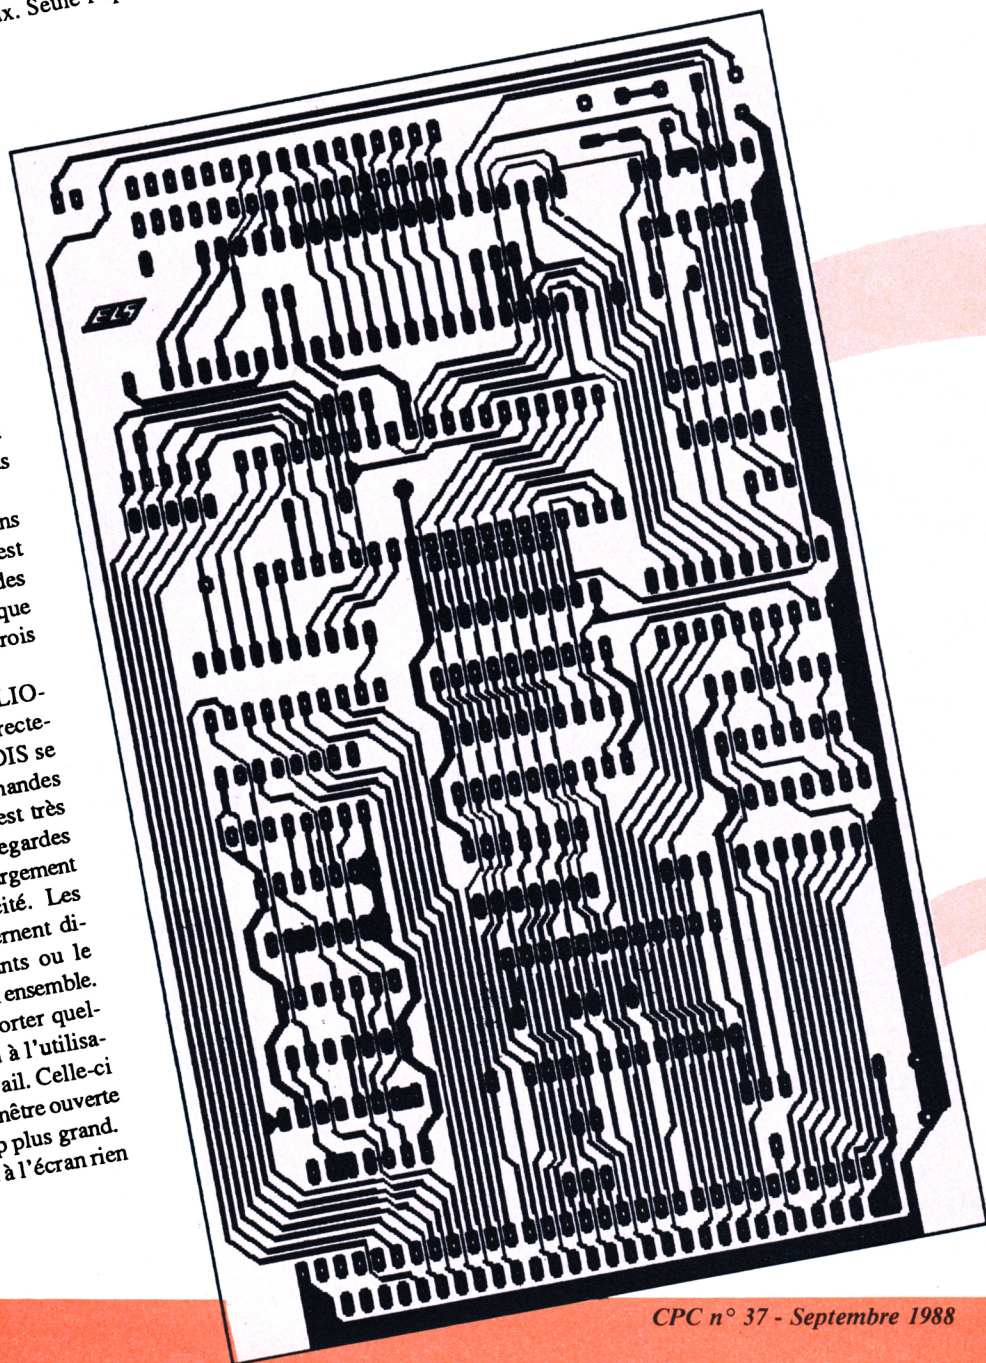 x. Seule
s
ns
est
des
que
rois
LIO-
recte-
DIS se
mandes
est très
egardes
rgement
cité. Les
ernent di-
nts ou le
ensemble.
orter quel-
à l'utilisa-
ail. Celle-ci
nêtre ouverte
p plus grand.
à l'écran rien
ELS
CPC n° 37 - Septembre 1988